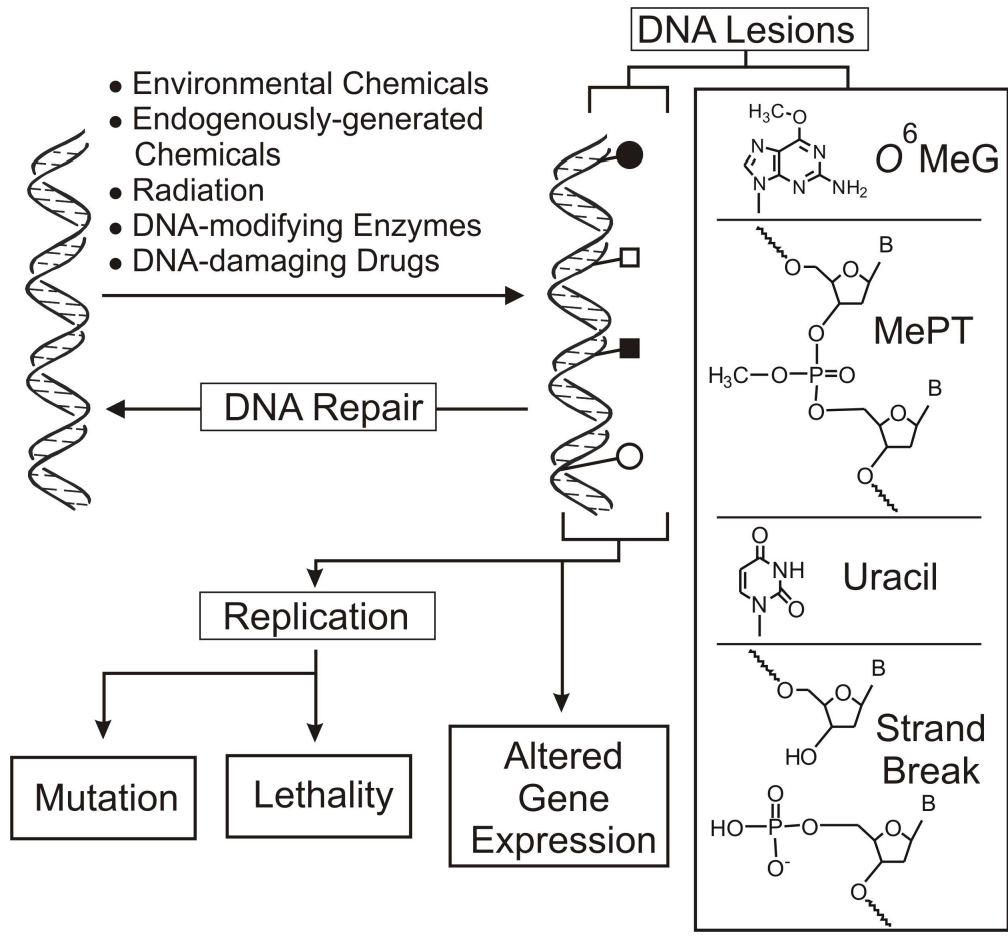 DNA Lesions
• Environmental Chemicals
• Endogenously-generated
Chemicals
• Radiation
• DNA-modifying Enzymes
• DNA-damaging Drugs
DNA Repair
Replication
Mutation
Lethality
Altered
Gene
Expression
H₃C
O
N
N
N
N
NH₂
O⁶MeG
O
O
B
O
MePT
H₃C
O
P
O
O
O
B
O
O
NH
N
O
Uracil
O
O
B
HO
Strand
Break
O
HO
P
O
O⁻
O
B
O